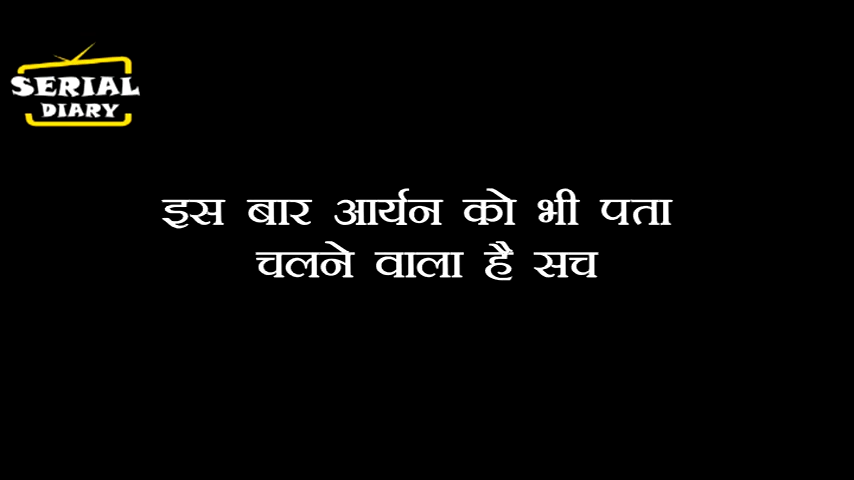 SERIAL
DIARY
इस बार आर्यन को भी पता
चलने वाला है सच